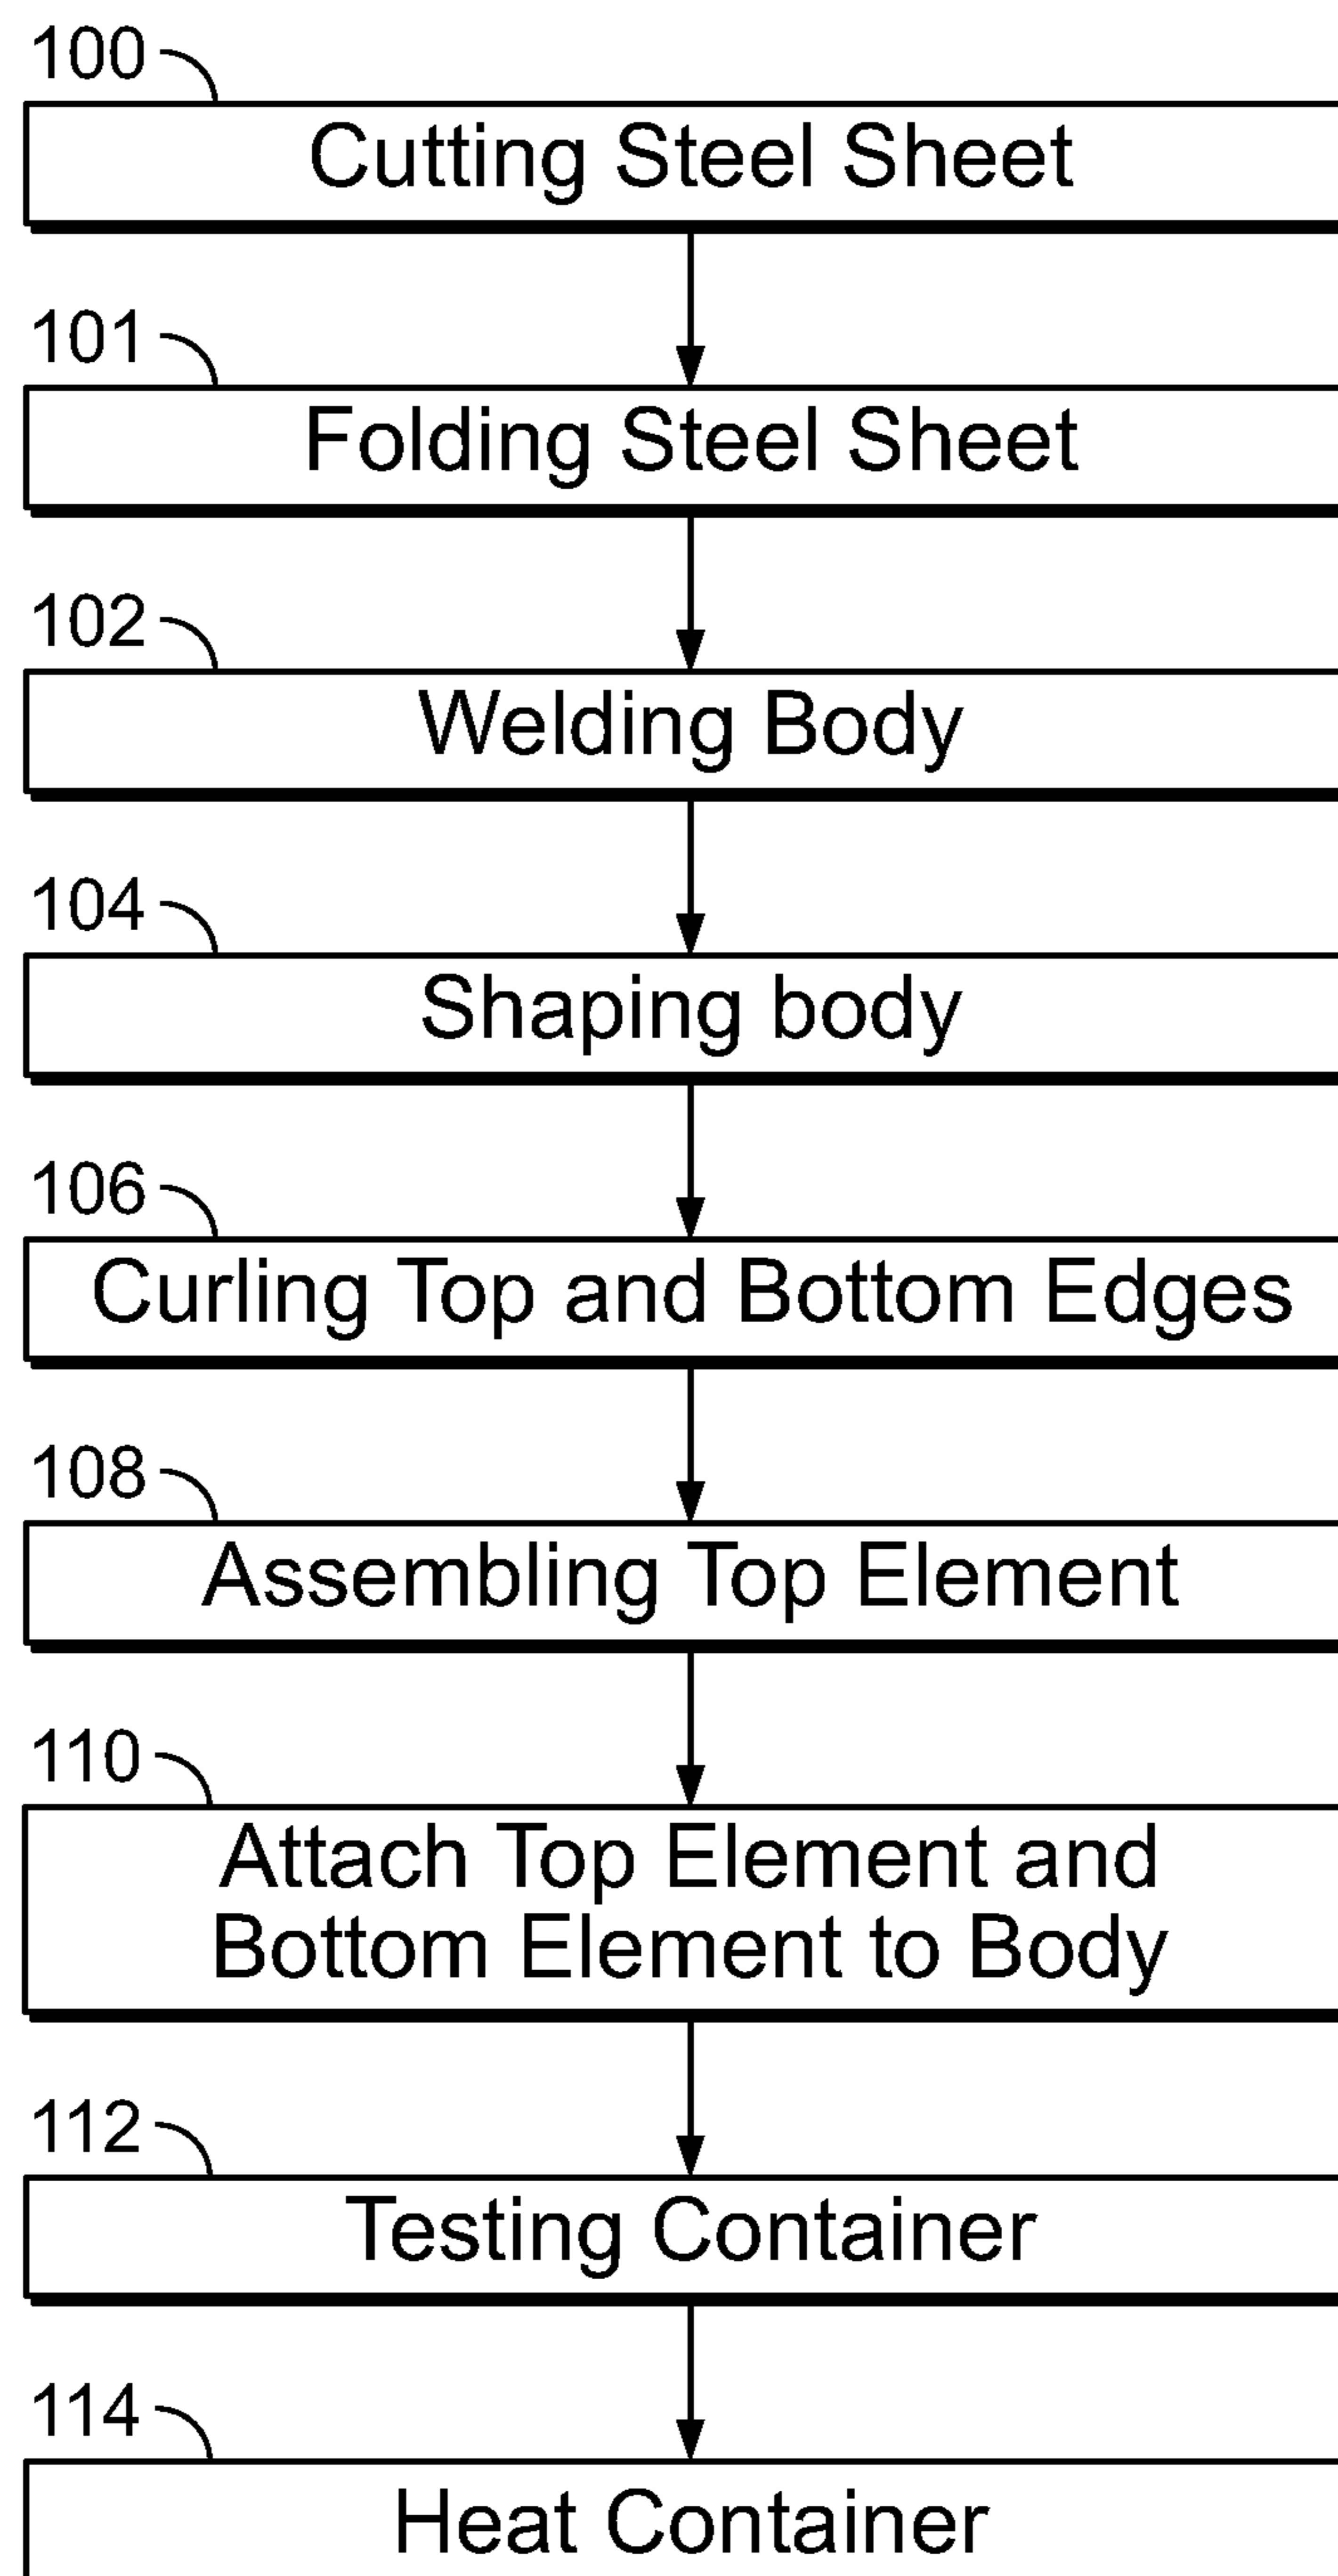 100
Cutting Steel Sheet
101
Folding Steel Sheet
102
Welding Body
104
Shaping body
106
Curling Top and Bottom Edges
108
Assembling Top Element
110
Attach Top Element and
Bottom Element to Body
112
Testing Container
114
Heat Container